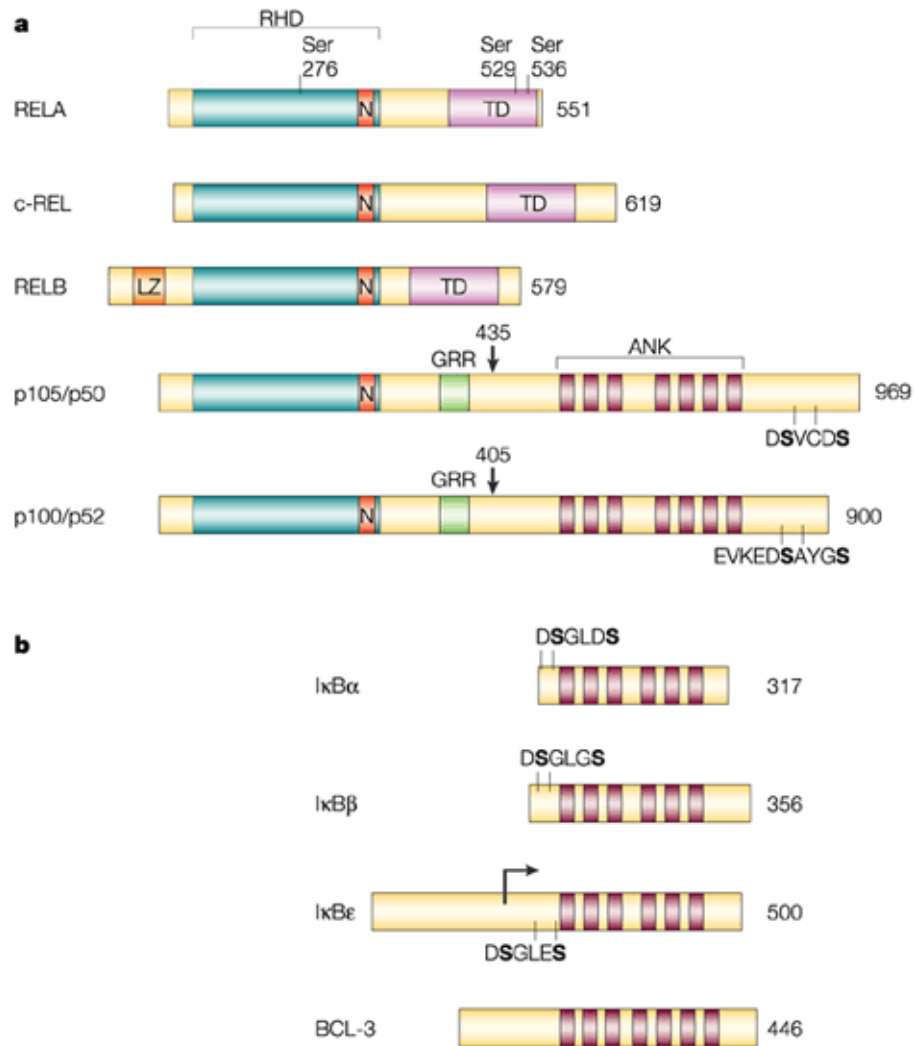 a
RHD
Ser 276
Ser 529
Ser 536
RELA N TD 551
c-REL N TD 619
RELB LZ N TD 579
435
GRR ANK
p105/p50 N 969
DSVCDS
405
GRR
p100/p52 N 900
EVKEDSAYGS
b
DSGLDS
IκBα 317
DSGLGS
IκBβ 356
IκBε 500
DSGLES
BCL-3 446